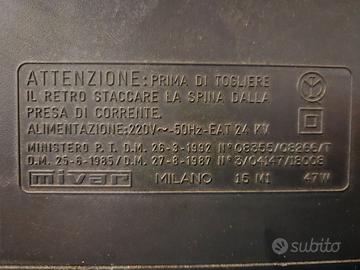 ATTENZIONE: PRIMA DI TOGLIERE
IL RETRO STACCARE LA SPINA DALLA
PRESA DI CORRENTE.
ALIMENTAZIONE:220V~-50Hz-EAT 24 KV
MINISTERO P. T. D.M. 26-3-1992 N° 08355/08266/T
D.M. 25-6-1985/D.M. 27-8-1987 N° 3/04147/18008
mivar MILANO 15 M1 47W
subito